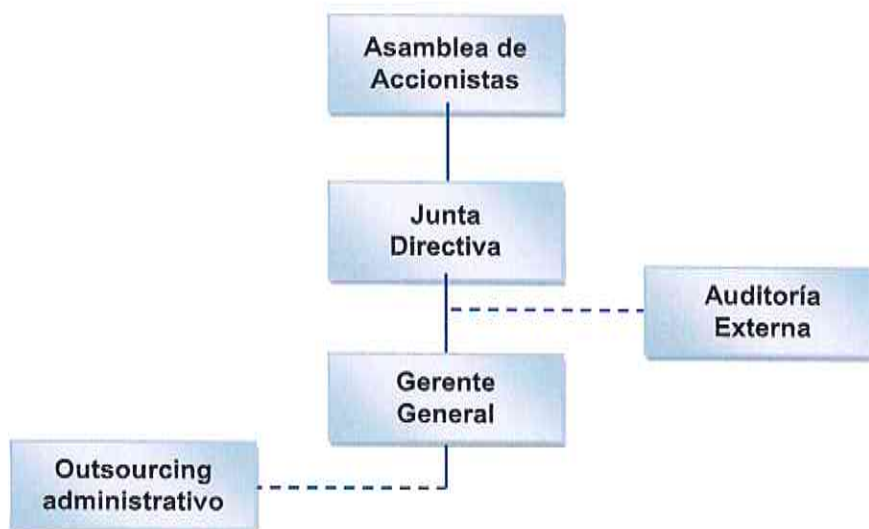 Asamblea de
Accionistas
Junta
Directiva
Auditoría
Externa
Gerente
General
Outsourcing
administrativo